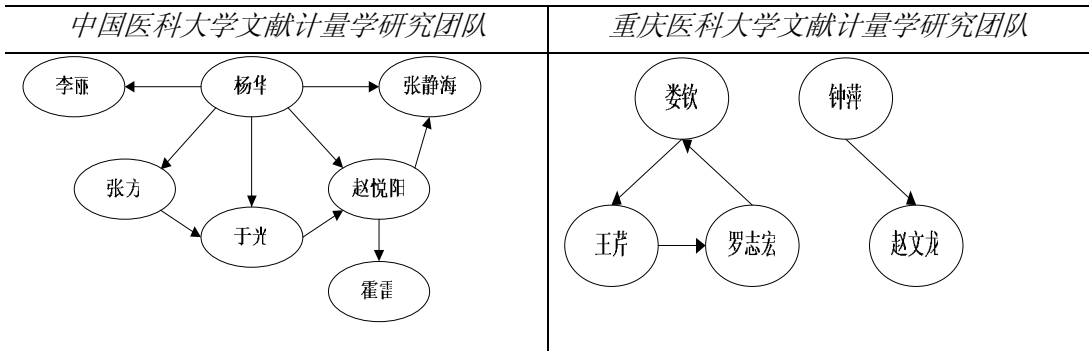 中国医科大学文献计量学研究团队
重庆医科大学文献计量学研究团队
李丽
杨华
张静海
张方
赵悦阳
于光
霍雷
娄钦
钟萍
王芹
罗志宏
赵文龙